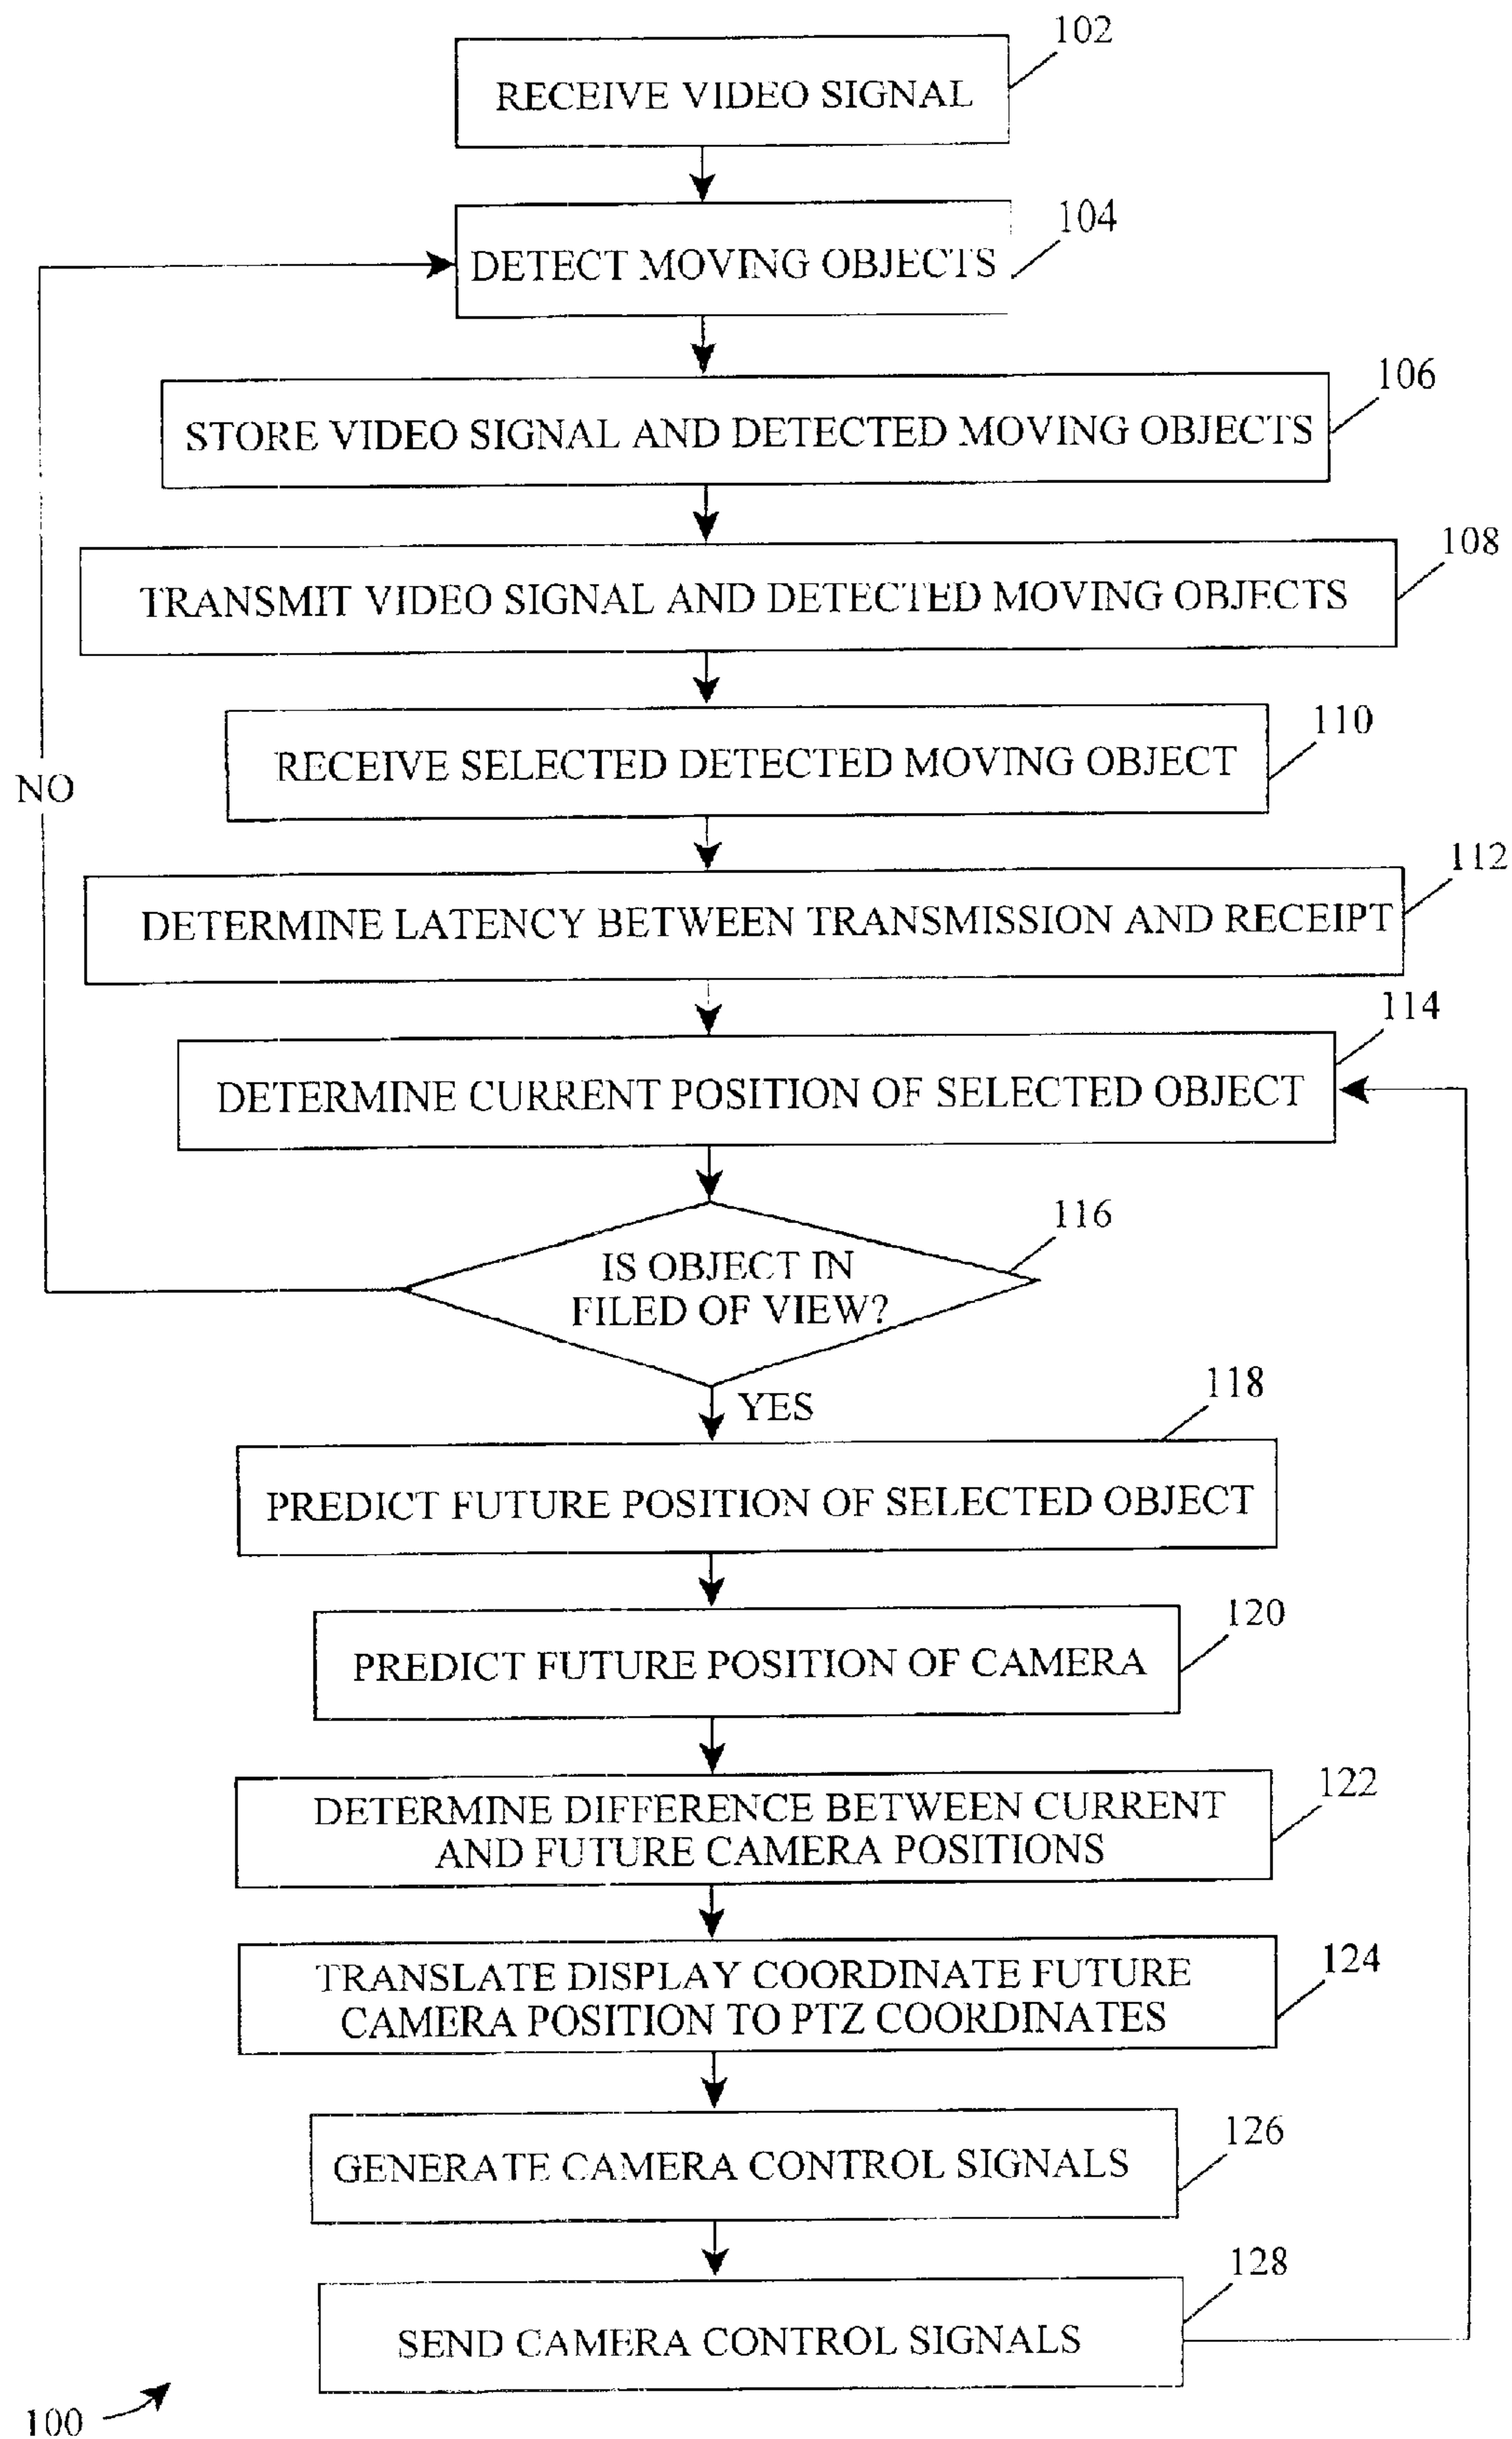 102
RECEIVE VIDEO SIGNAL
104
DETECT MOVING OBJECTS
106
STORE VIDEO SIGNAL AND DETECTED MOVING OBJECTS
108
TRANSMIT VIDEO SIGNAL AND DETECTED MOVING OBJECTS
110
RECEIVE SELECTED DETECTED MOVING OBJECT
NO
112
DETERMINE LATENCY BETWEEN TRANSMISSION AND RECEIPT
114
DETERMINE CURRENT POSITION OF SELECTED OBJECT
116
IS OBJECT IN
FILED OF VIEW?
YES
118
PREDICT FUTURE POSITION OF SELECTED OBJECT
120
PREDICT FUTURE POSITION OF CAMERA
122
DETERMINE DIFFERENCE BETWEEN CURRENT
AND FUTURE CAMERA POSITIONS
124
TRANSLATE DISPLAY COORDINATE FUTURE
CAMERA POSITION TO PTZ COORDINATES
126
GENERATE CAMERA CONTROL SIGNALS
128
SEND CAMERA CONTROL SIGNALS
100